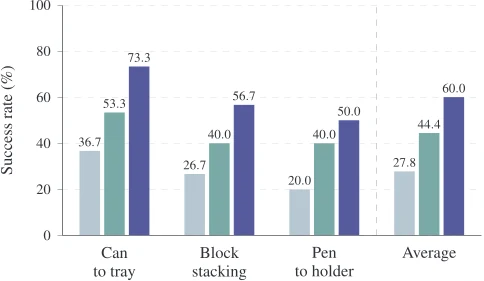 100
80
60
40
20
0
Success rate (%)
36.7
53.3
73.3
26.7
40.0
56.7
20.0
40.0
50.0
27.8
44.4
60.0
Can
to tray
Block
stacking
Pen
to holder
Average